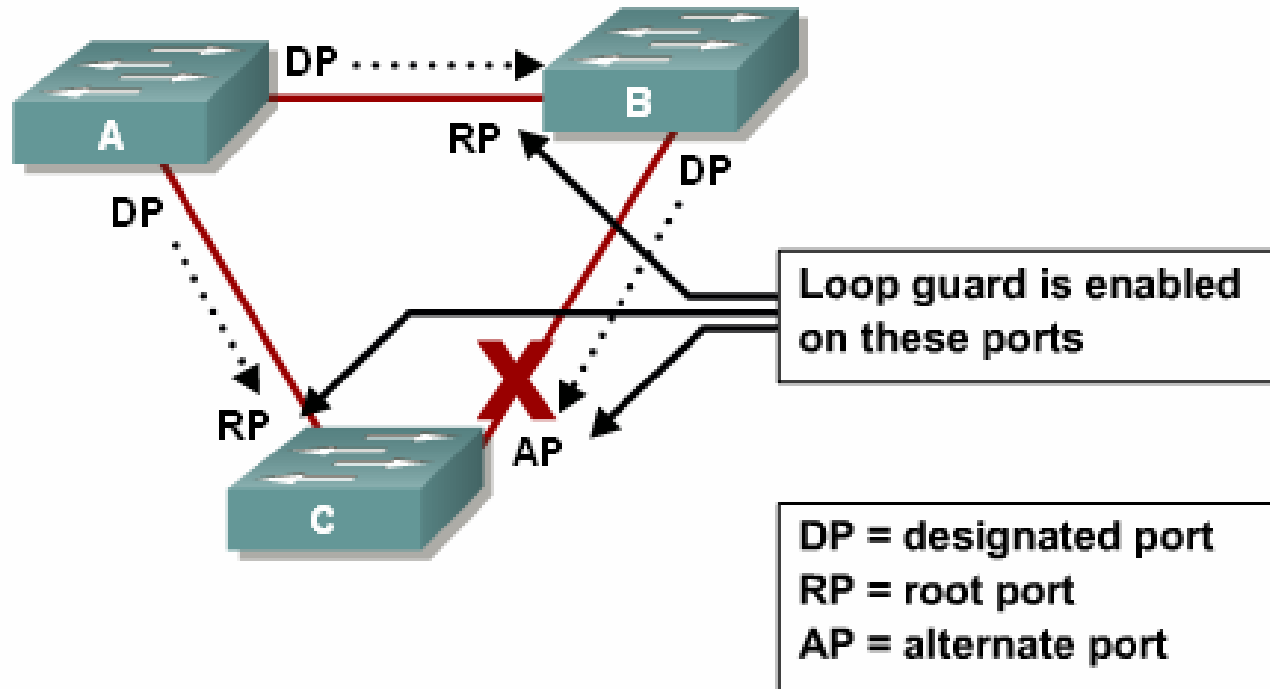 A
DP
B
RP
DP
DP
Loop guard is enabled
on these ports
RP
AP
C
DP = designated port
RP = root port
AP = alternate port